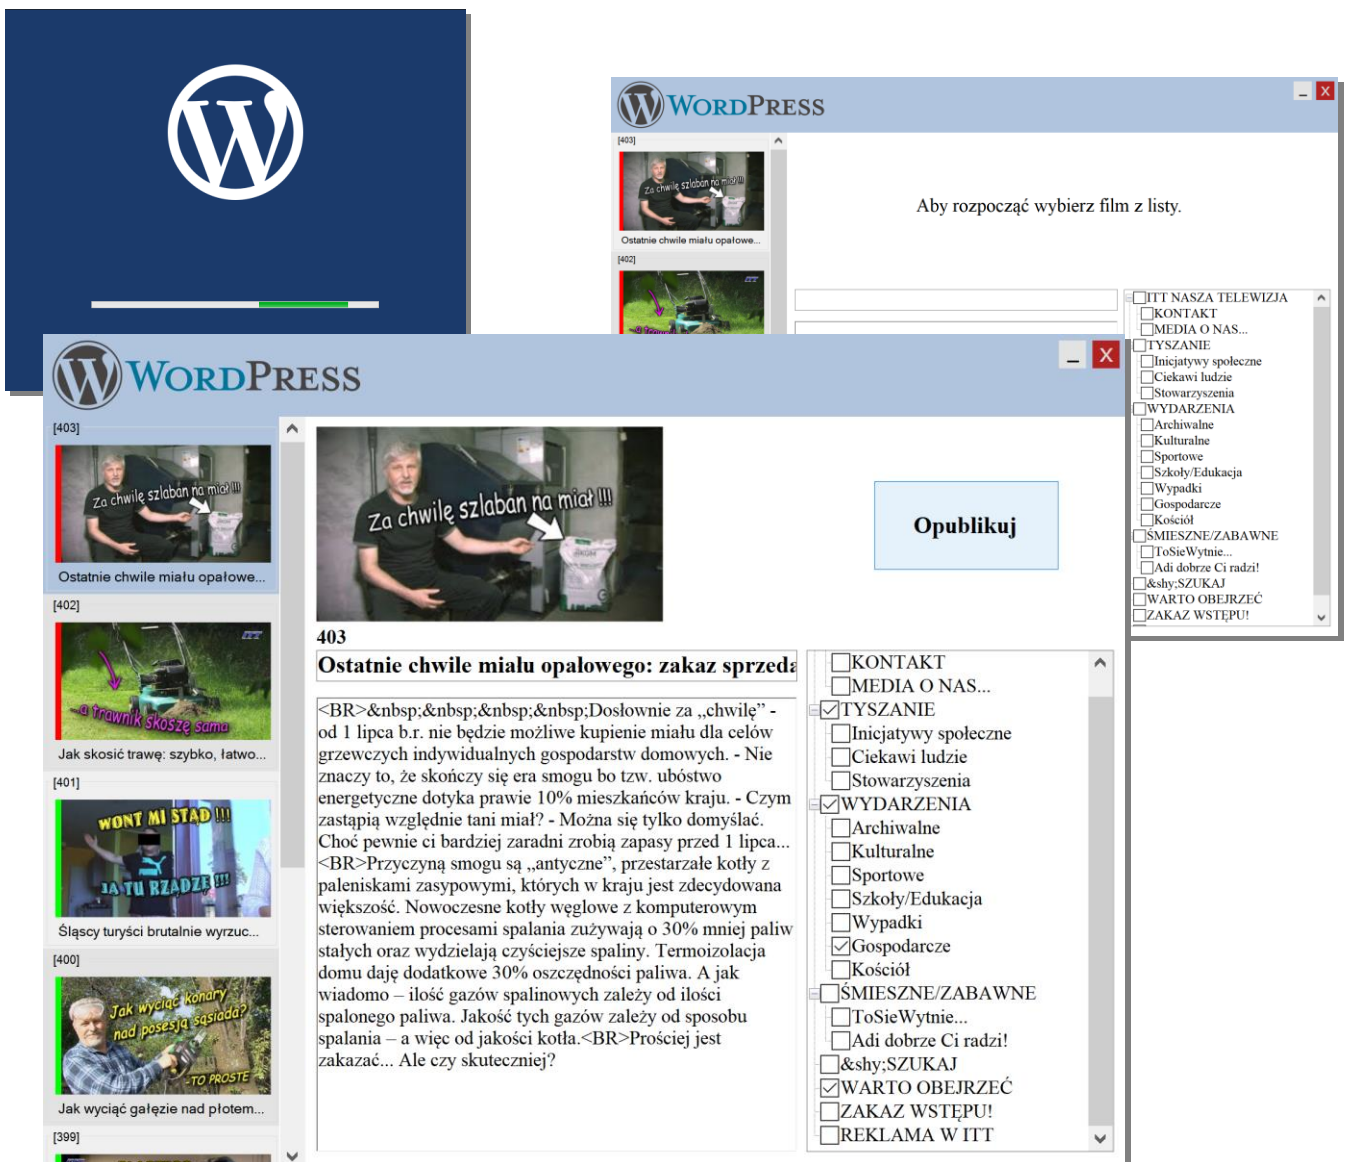 WORDPRESS
_ X
[403]
Za chwilę szlaban na miał !!!
Ostatnie chwile miału opałowe...
[402]
ITT
Aby rozpocząć wybierz film z listy.
ITT NASZA TELEWIZJA
KONTAKT
MEDIA O NAS...
TYSZANIE
Inicjatywy społeczne
Ciekawi ludzie
Stowarzyszenia
WYDARZENIA
Archiwalne
Kulturalne
Sportowe
Szkoły/Edukacja
Wypadki
Gospodarcze
Kościół
ŚMIESZNE/ZABAWNE
ToSieWytnie...
Adi dobrze Ci radzi!
&shy;SZUKAJ
WARTO OBEJRZEĆ
ZAKAZ WSTĘPU!
WORDPRESS
_ X
[403]
Za chwilę szlaban na miał !!!
Ostatnie chwile miału opałowe...
[402]
ITT
-a trawnik skoszę sama
Jak skosić trawę: szybko, łatwo...
[401]
WONT MI STĄD !!!
JA TU RZĄDZĘ !!!
Śląscy turyści brutalnie wyrzuc...
[400]
Jak wyciąć konary
nad posesją sąsiada?
-TO PROSTE
Jak wyciąć gałęzie nad płotem...
[399]
Za chwilę szlaban na miał !!!
Opublikuj
403
Ostatnie chwile miału opałowego: zakaz sprzeda
<BR>&nbsp;&nbsp;&nbsp;&nbsp;Dosłownie za „chwilę” -
od 1 lipca b.r. nie będzie możliwe kupienie miału dla celów
grzewczych indywidualnych gospodarstw domowych. - Nie
znaczy to, że skończy się era smogu bo tzw. ubóstwo
energetyczne dotyka prawie 10% mieszkańców kraju. - Czym
zastąpią względnie tani miał? - Można się tylko domyślać.
Choć pewnie ci bardziej zaradni zrobią zapasy przed 1 lipca...
<BR>Przyczyną smogu są „antyczne”, przestarzałe kotły z
paleniskami zasypowymi, których w kraju jest zdecydowana
większość. Nowoczesne kotły węglowe z komputerowym
sterowaniem procesami spalania zużywają o 30% mniej paliw
stałych oraz wydzielają czyściejsze spaliny. Termoizolacja
domu daję dodatkowe 30% oszczędności paliwa. A jak
wiadomo – ilość gazów spalinowych zależy od ilości
spalonego paliwa. Jakość tych gazów zależy od sposobu
spalania – a więc od jakości kotła.<BR>Prościej jest
zakazać... Ale czy skuteczniej?
KONTAKT
MEDIA O NAS...
TYSZANIE
Inicjatywy społeczne
Ciekawi ludzie
Stowarzyszenia
WYDARZENIA
Archiwalne
Kulturalne
Sportowe
Szkoły/Edukacja
Wypadki
Gospodarcze
Kościół
ŚMIESZNE/ZABAWNE
ToSieWytnie...
Adi dobrze Ci radzi!
&shy;SZUKAJ
WARTO OBEJRZEĆ
ZAKAZ WSTĘPU!
REKLAMA W ITT